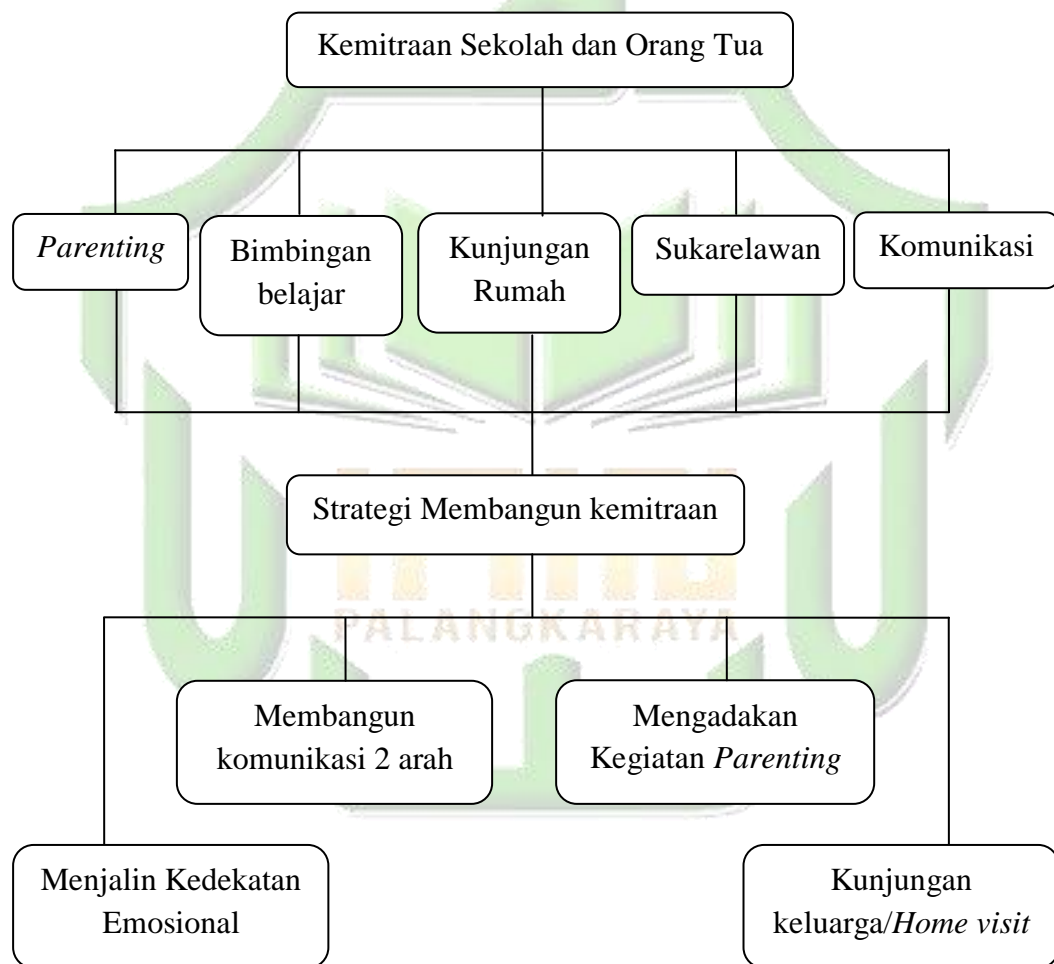 Kemitraan Sekolah dan Orang Tua
Parenting
Bimbingan
belajar
Kunjungan
Rumah
Sukarelawan
Komunikasi
Strategi Membangun kemitraan
PALANGKARAYA
Membangun
komunikasi 2 arah
Mengadakan
Kegiatan Parenting
Menjalin Kedekatan
Emosional
Kunjungan
keluarga/Home visit